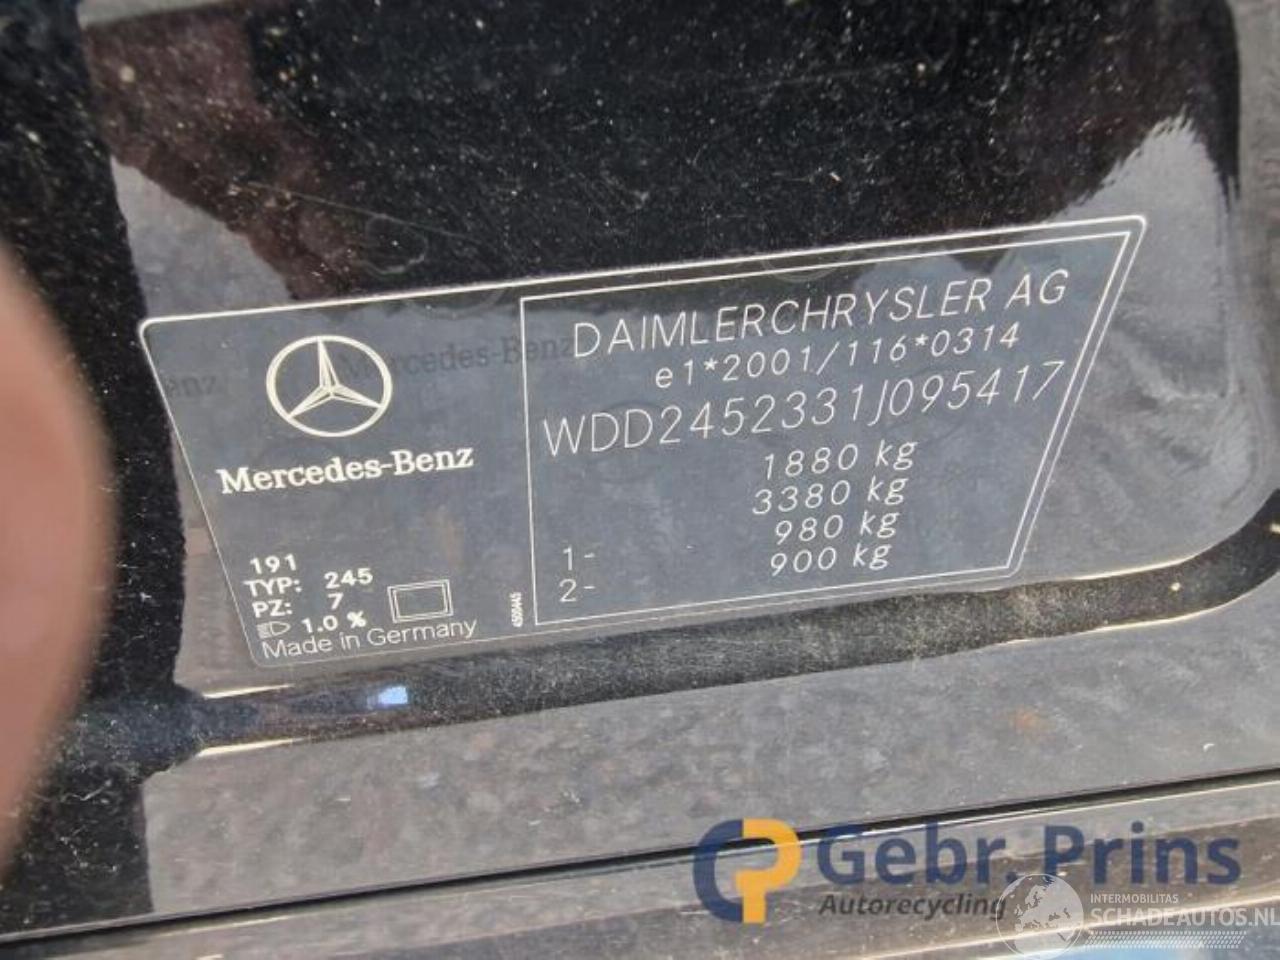 DAIMLERCHRYSLER AG
e1*2001/116*0314
WDD2452331J095417
1880 kg
3380 kg
1- 980 kg
2- 900 kg
Mercedes-Benz
191
TYP: 245
PZ: 7
1.0 %
Made in Germany
Mercedes-Benz
enz
Gebr. Prins
Autorecycling
INTERMOBILITAS
SCHADEAUTOS.NL